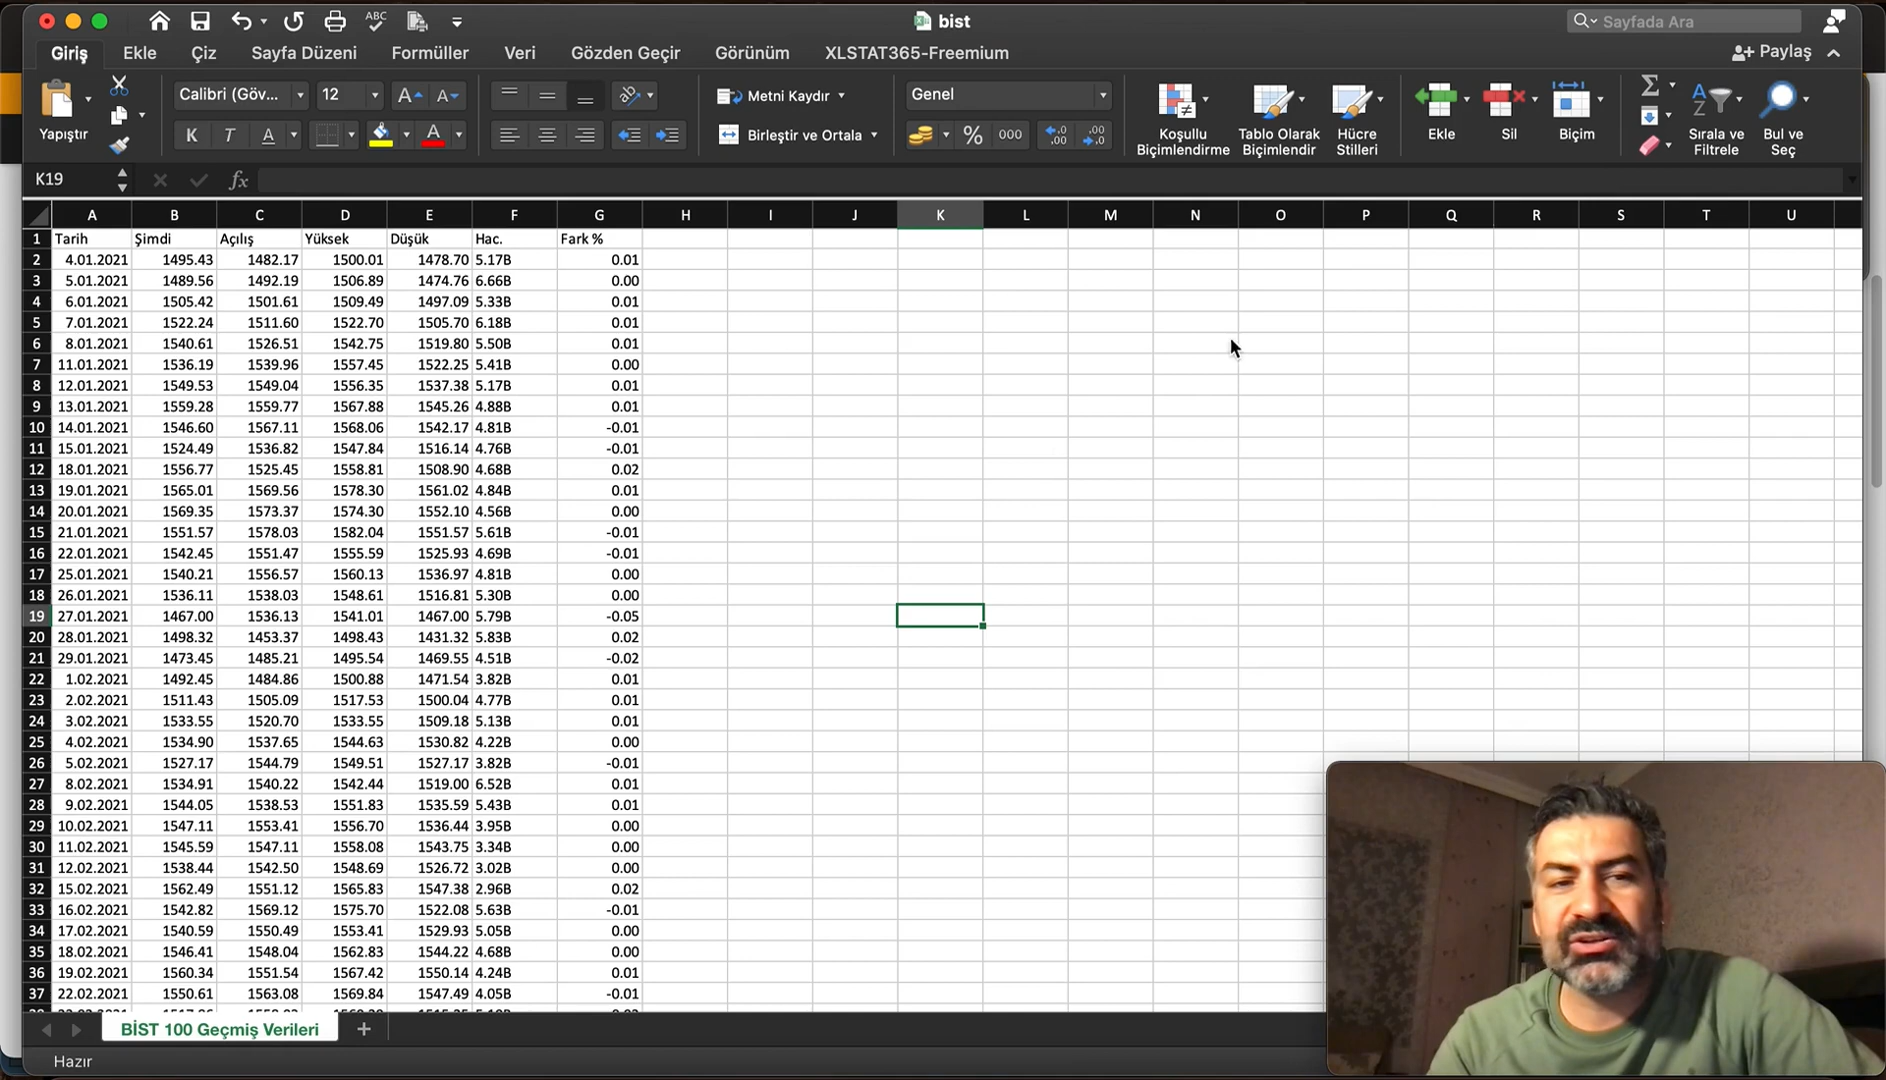 bist
Sayfada Ara
Giriş Ekle Çiz Sayfa Düzeni Formüller Veri Gözden Geçir Görünüm XLSTAT365-Freemium Paylaş
Yapıştır
Calibri (Göv... 12
K T A
Metni Kaydır
Birleştir ve Ortala
Genel
% 000
Koşullu Biçimlendirme
Tablo Olarak Biçimlendir
Hücre Stilleri
Ekle Sil Biçim
Sırala ve Filtrele
Bul ve Seç
K19 fx
A B C D E F G H I J K L M N O P Q R S T U
1 Tarih Şimdi Açılış Yüksek Düşük Hac. Fark %
2 4.01.2021 1495.43 1482.17 1500.01 1478.70 5.17B 0.01
3 5.01.2021 1489.56 1492.19 1506.89 1474.76 6.66B 0.00
4 6.01.2021 1505.42 1501.61 1509.49 1497.09 5.33B 0.01
5 7.01.2021 1522.24 1511.60 1522.70 1505.70 6.18B 0.01
6 8.01.2021 1540.61 1526.51 1542.75 1519.80 5.50B 0.01
7 11.01.2021 1536.19 1539.96 1557.45 1522.25 5.41B 0.00
8 12.01.2021 1549.53 1549.04 1556.35 1537.38 5.17B 0.01
9 13.01.2021 1559.28 1559.77 1567.88 1545.26 4.88B 0.01
10 14.01.2021 1546.60 1567.11 1568.06 1542.17 4.81B -0.01
11 15.01.2021 1524.49 1536.82 1547.84 1516.14 4.76B -0.01
12 18.01.2021 1556.77 1525.45 1558.81 1508.90 4.68B 0.02
13 19.01.2021 1565.01 1569.56 1578.30 1561.02 4.84B 0.01
14 20.01.2021 1569.35 1573.37 1574.30 1552.10 4.56B 0.00
15 21.01.2021 1551.57 1578.03 1582.04 1551.57 5.61B -0.01
16 22.01.2021 1542.45 1551.47 1555.59 1525.93 4.69B -0.01
17 25.01.2021 1540.21 1556.57 1560.13 1536.97 4.81B 0.00
18 26.01.2021 1536.11 1538.03 1548.61 1516.81 5.30B 0.00
19 27.01.2021 1467.00 1536.13 1541.01 1467.00 5.79B -0.05
20 28.01.2021 1498.32 1453.37 1498.43 1431.32 5.83B 0.02
21 29.01.2021 1473.45 1485.21 1495.54 1469.55 4.51B -0.02
22 1.02.2021 1492.45 1484.86 1500.88 1471.54 3.82B 0.01
23 2.02.2021 1511.43 1505.09 1517.53 1500.04 4.77B 0.01
24 3.02.2021 1533.55 1520.70 1533.55 1509.18 5.13B 0.01
25 4.02.2021 1534.90 1537.65 1544.63 1530.82 4.22B 0.00
26 5.02.2021 1527.17 1544.79 1549.51 1527.17 3.82B -0.01
27 8.02.2021 1534.91 1540.22 1542.44 1519.00 6.52B 0.01
28 9.02.2021 1544.05 1538.53 1551.83 1535.59 5.43B 0.01
29 10.02.2021 1547.11 1553.41 1556.70 1536.44 3.95B 0.00
30 11.02.2021 1545.59 1547.11 1558.08 1543.75 3.34B 0.00
31 12.02.2021 1538.44 1542.50 1548.69 1526.72 3.02B 0.00
32 15.02.2021 1562.49 1551.12 1565.83 1547.38 2.96B 0.02
33 16.02.2021 1542.82 1569.12 1575.70 1522.08 5.63B -0.01
34 17.02.2021 1540.59 1550.49 1553.41 1529.93 5.05B 0.00
35 18.02.2021 1546.41 1548.04 1562.83 1544.22 4.68B 0.00
36 19.02.2021 1560.34 1551.54 1567.42 1550.14 4.24B 0.01
37 22.02.2021 1550.61 1563.08 1569.84 1547.49 4.05B -0.01
BİST 100 Geçmiş Verileri
Hazır